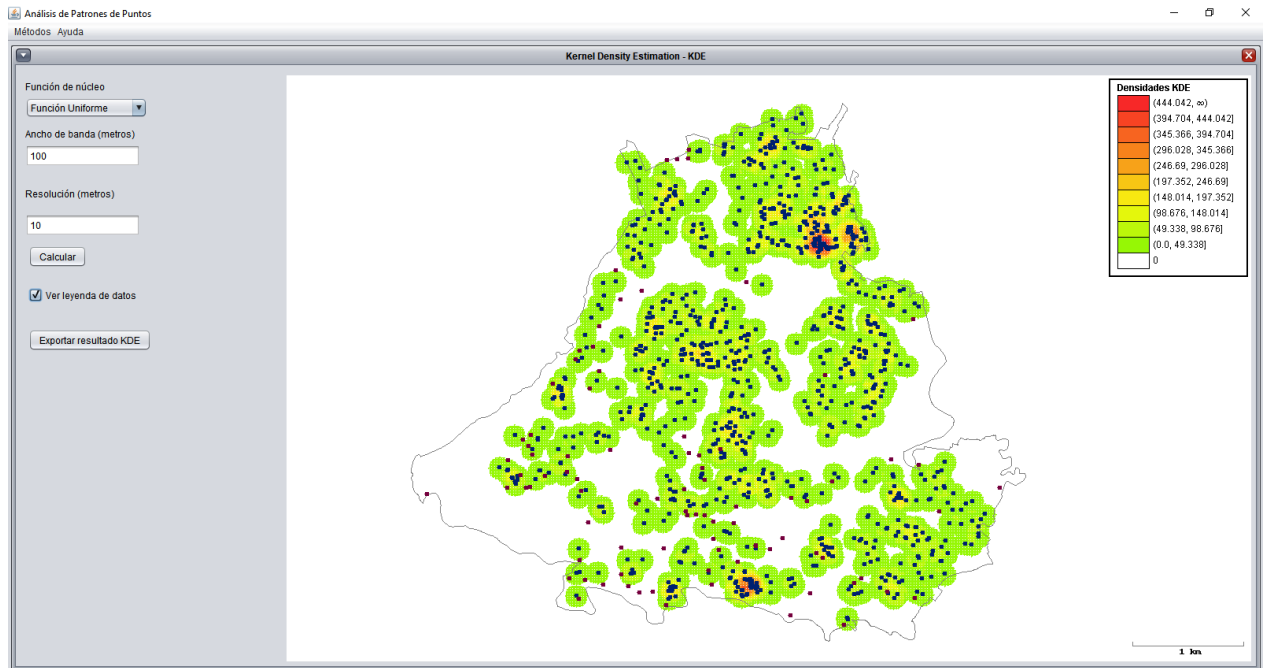 Análisis de Patrones de Puntos
Métodos Ayuda
Kernel Density Estimation - KDE
Función de núcleo
Función Uniforme
Ancho de banda (metros)
100
Resolución (metros)
10
Calcular
Ver leyenda de datos
Exportar resultado KDE
Densidades KDE
(444.042, ∞)
(394.704, 444.042]
(345.366, 394.704]
(296.028, 345.366]
(246.69, 296.028]
(197.352, 246.69]
(148.014, 197.352]
(98.676, 148.014]
(49.338, 98.676]
(0.0, 49.338]
0
1 km